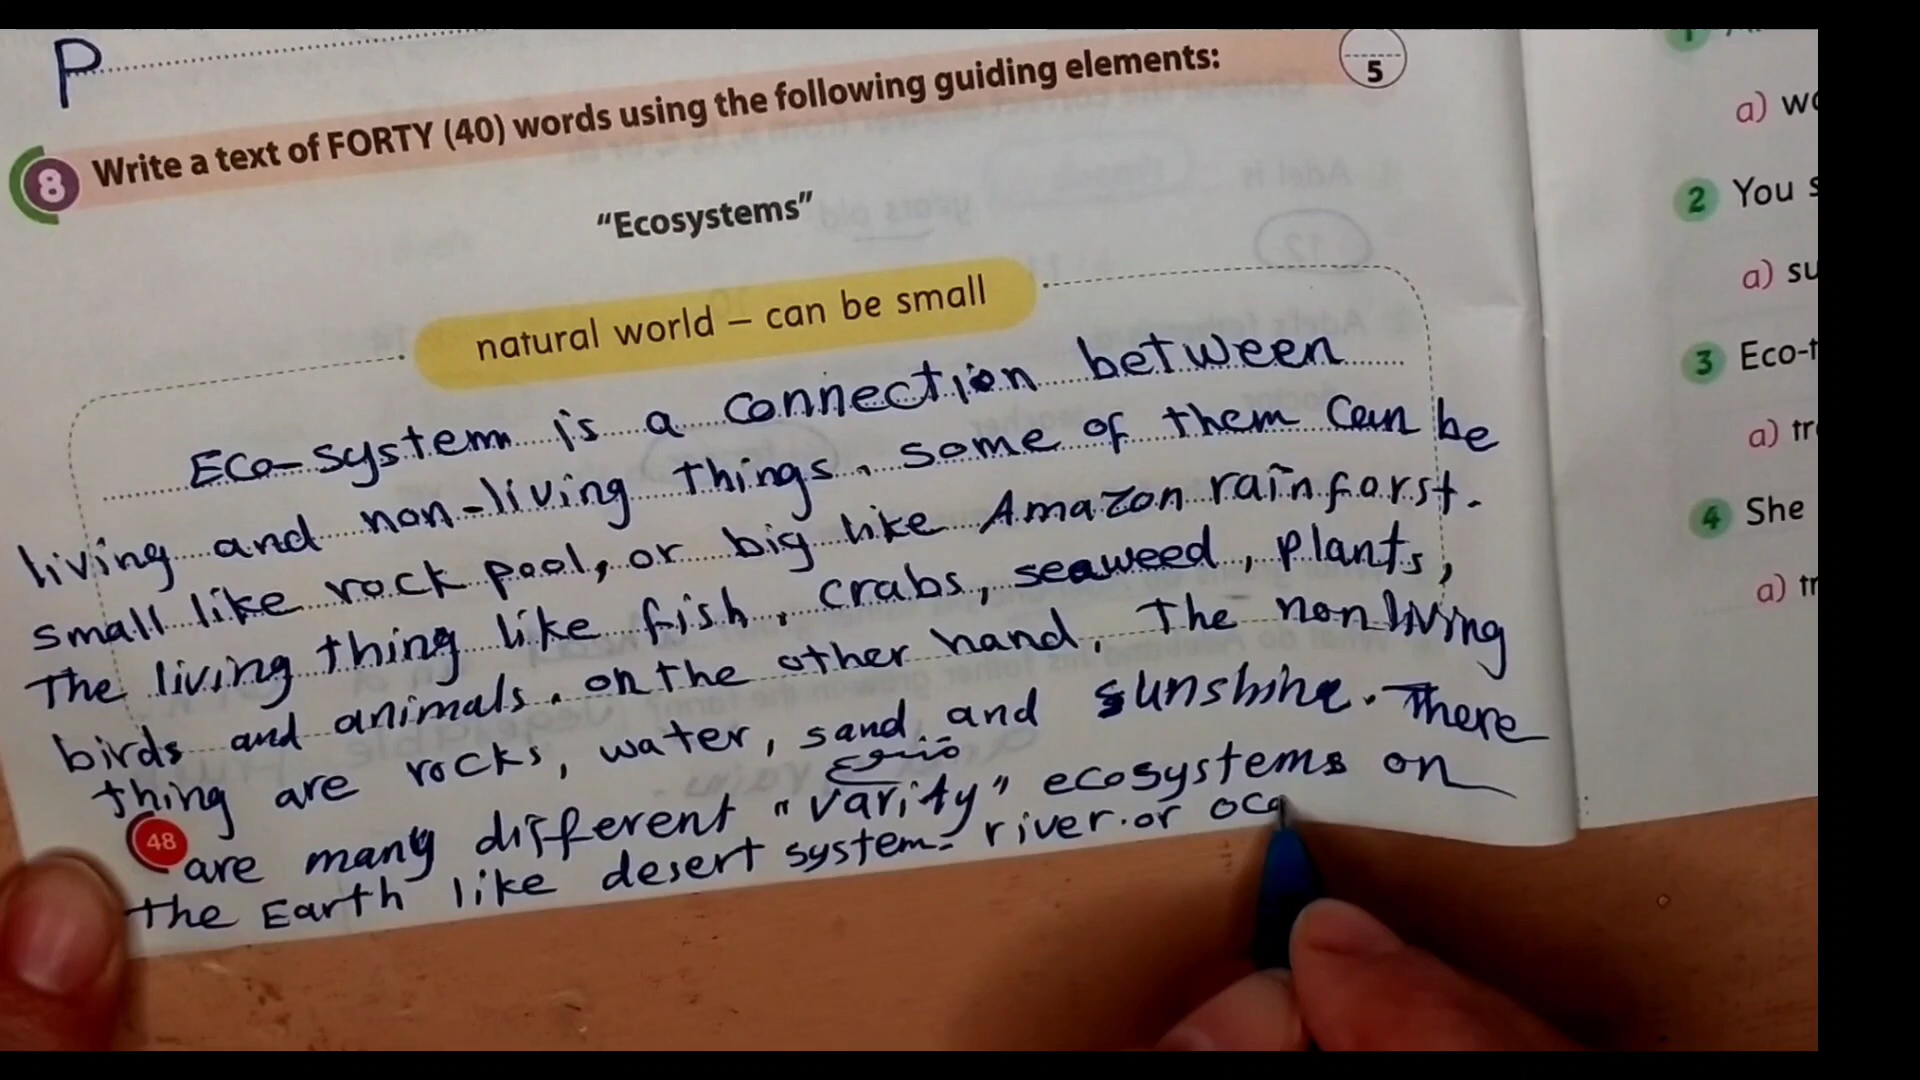 P
5
8 Write a text of FORTY (40) words using the following guiding elements:
“Ecosystems”
natural world – can be small
Eco-system is a connection between
living and non-living things. some of them can be
small like rock pool, or big like Amazon rainforst.
The living thing like fish, crabs, seaweed, plants,
birds and animals. on the other hand. The nonliving
thing are rocks, water, sand and sunshine. There
are many different "varity" ecosystems on
the Earth like desert system- river. or oca
48
1
a) wo
2 You s
a) su
3 Eco-t
a) tr
4 She
a) tr